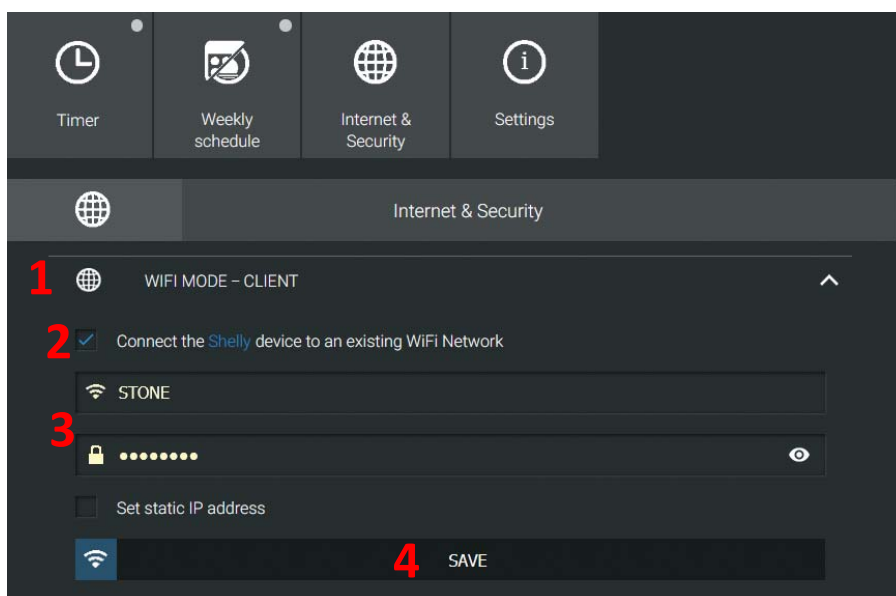 Timer
Weekly
schedule
Internet &
Security
Settings
Internet & Security
1 WIFI MODE – CLIENT
2 Connect the Shelly device to an existing WiFi Network
STONE
3
••••••••
Set static IP address
4 SAVE